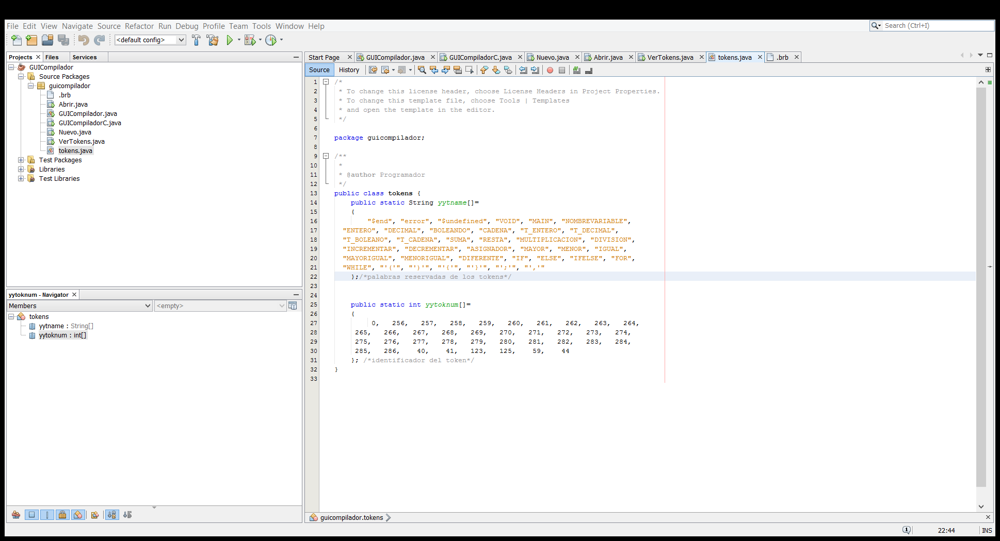 File Edit View Navigate Source Refactor Run Debug Profile Team Tools Window Help
Search (Ctrl+I)
<default config>
Projects Files Services
GUICompilador
Source Packages
guicompilador
.brb
Abrir.java
GUICompilador.java
GUICompiladorC.java
Nuevo.java
VerTokens.java
tokens.java
Test Packages
Libraries
Test Libraries
yytoknum - Navigator
Members <empty>
tokens
yytname : String[]
yytoknum : int[]
Start Page GUICompilador.java GUICompiladorC.java Nuevo.java Abrir.java VerTokens.java tokens.java .brb
Source History
1 /*
2 * To change this license header, choose License Headers in Project Properties.
3 * To change this template file, choose Tools | Templates
4 * and open the template in the editor.
5 */
6
7 package guicompilador;
8
9 /**
10 *
11 * @author Programador
12 */
13 public class tokens {
14 public static String yytname[]=
15 {
16 "$end", "error", "$undefined", "VOID", "MAIN", "NOMBREVARIABLE",
17 "ENTERO", "DECIMAL", "BOLEANDO", "CADENA", "T_ENTERO", "T_DECIMAL",
18 "T_BOLEANO", "T_CADENA", "SUMA", "RESTA", "MULTIPLICACION", "DIVISION",
19 "INCREMENTAR", "DECREMENTAR", "ASIGNADOR", "MAYOR", "MENOR", "IGUAL",
20 "MAYORIGUAL", "MENORIGUAL", "DIFERENTE", "IF", "ELSE", "IFELSE", "FOR",
21 "WHILE", "'('", "')'", "'{'", "'}'", "';'", "','"
22 };/*palabras reservadas de los tokens*/
23
24
25 public static int yytoknum[]=
26 {
27 0, 256, 257, 258, 259, 260, 261, 262, 263, 264,
28 265, 266, 267, 268, 269, 270, 271, 272, 273, 274,
29 275, 276, 277, 278, 279, 280, 281, 282, 283, 284,
30 285, 286, 40, 41, 123, 125, 59, 44
31 }; /*identificador del token*/
32 }
33
guicompilador.tokens
1 22:44 INS